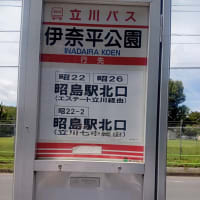 立川バス
伊奈平公園
INADAIRA KOEN
行先
昭22 昭26
昭島駅北口
(エステート立川経由)
昭22-2
昭島駅北口
(立川七中経由)